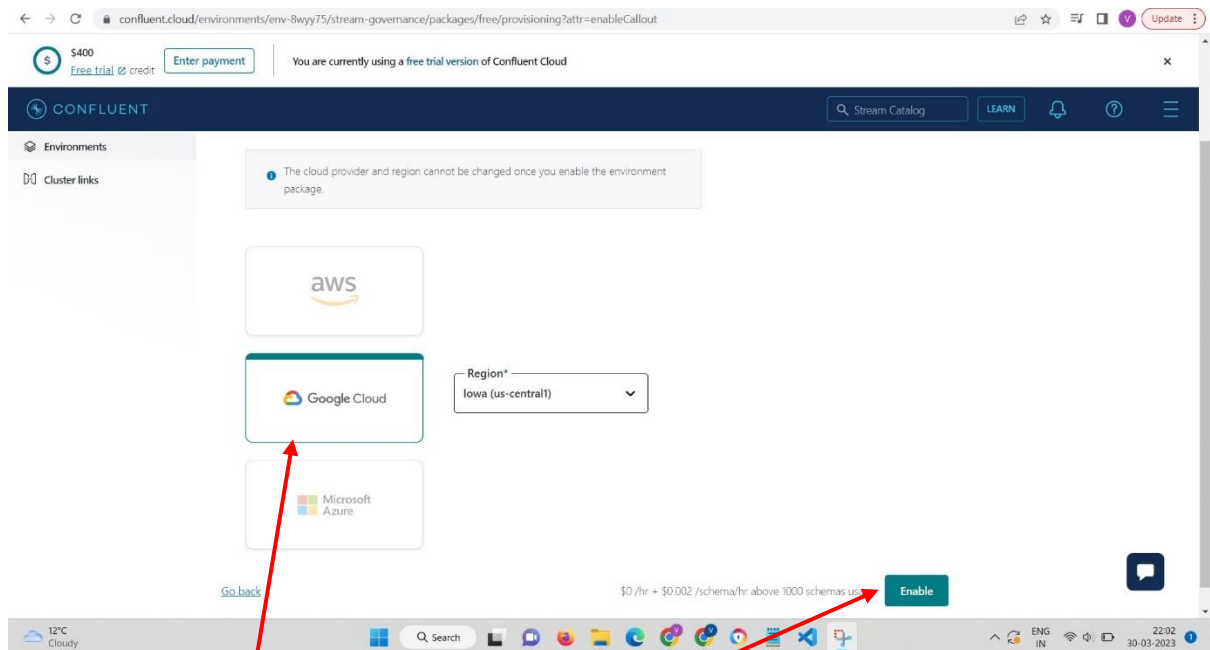 confluent.cloud/environments/env-8wyy75/stream-governance/packages/free/provisioning?attr=enableCallout
V
Update
$
$400
Free trial credit
Enter payment
You are currently using a free trial version of Confluent Cloud
CONFLUENT
Stream Catalog
LEARN
Environments
Cluster links
The cloud provider and region cannot be changed once you enable the environment
package.
aws
Region*
Google Cloud
Iowa (us-central1)
Microsoft
Azure
Go back
$0 /hr + $0.002 /schema/hr above 1000 schemas
Enable
12°C
Cloudy
Search
ENG
IN
22:02
30-03-2023
1